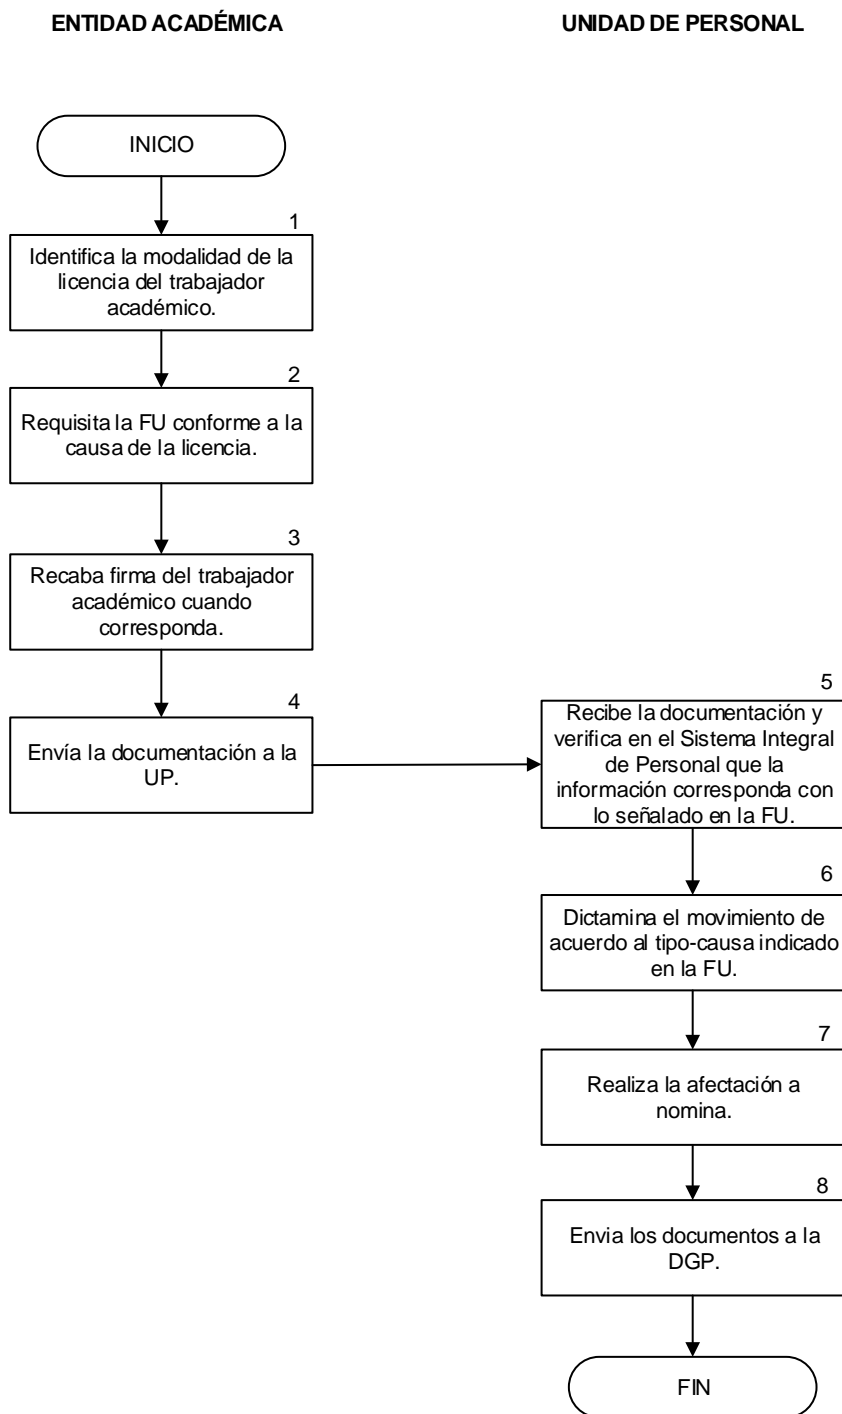 ENTIDAD ACADÉMICA
UNIDAD DE PERSONAL
INICIO
1
Identifica la modalidad de la
licencia del trabajador
académico.
2
Requisita la FU conforme a la
causa de la licencia.
3
Recaba firma del trabajador
académico cuando
corresponda.
4
Envía la documentación a la
UP.
5
Recibe la documentación y
verifica en el Sistema Integral
de Personal que la
información corresponda con
lo señalado en la FU.
6
Dictamina el movimiento de
acuerdo al tipo-causa indicado
en la FU.
7
Realiza la afectación a
nomina.
8
Envia los documentos a la
DGP.
FIN